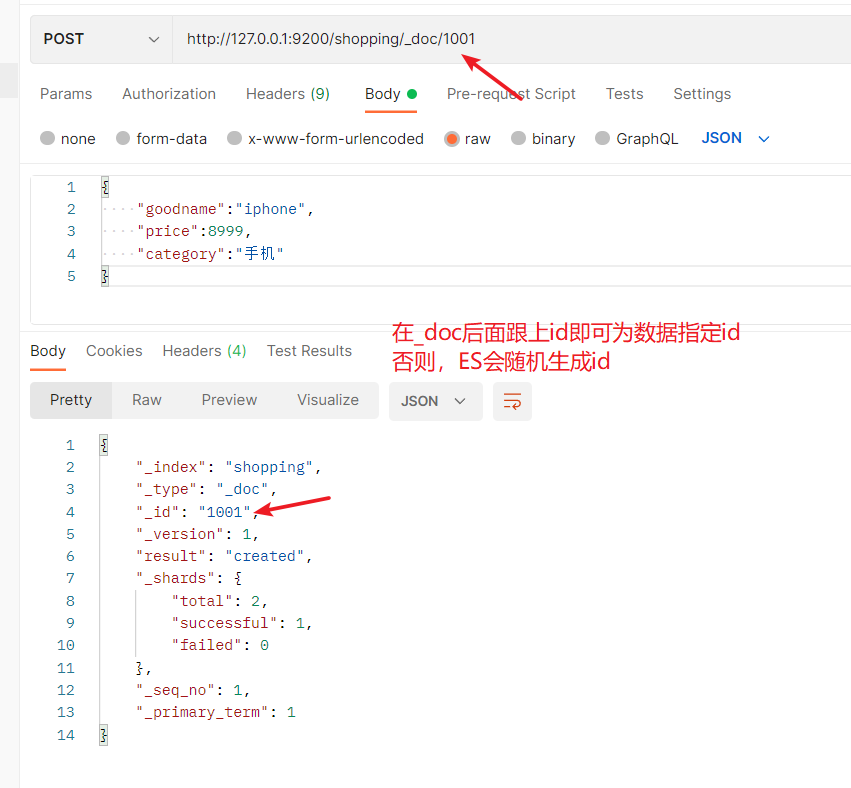 POST http://127.0.0.1:9200/shopping/_doc/1001
Params Authorization Headers (9) Body Pre-request Script Tests Settings
none form-data x-www-form-urlencoded raw binary GraphQL JSON
1 {
2 ····"goodname":"iphone",
3 ····"price":8999,
4 ····"category":"手机"
5 }
在_doc后面跟上id即可为数据指定id
否则，ES会随机生成id
Body Cookies Headers (4) Test Results
Pretty Raw Preview Visualize JSON
1 {
2 "_index": "shopping",
3 "_type": "_doc",
4 "_id": "1001",
5 "_version": 1,
6 "result": "created",
7 "_shards": {
8 "total": 2,
9 "successful": 1,
10 "failed": 0
11 },
12 "_seq_no": 1,
13 "_primary_term": 1
14 }